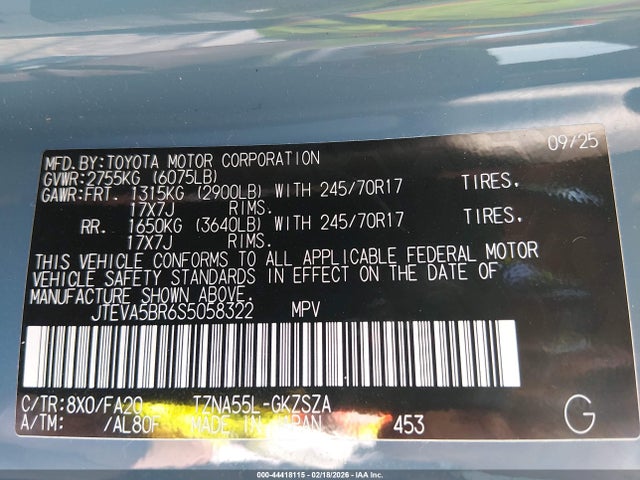 09/25
MFD.BY:TOYOTA MOTOR CORPORATION
GVWR:2755KG (6075LB)
GAWR:FRT. 1315KG (2900LB) WITH 245/70R17 TIRES,
17X7J RIMS.
RR. 1650KG (3640LB) WITH 245/70R17 TIRES,
17X7J RIMS.
THIS VEHICLE CONFORMS TO ALL APPLICABLE FEDERAL MOTOR
VEHICLE SAFETY STANDARDS IN EFFECT ON THE DATE OF
MANUFACTURE SHOWN ABOVE.
JTEVA5BR6S5058322 MPV
C/TR:8X0/FA20 TZNA55L-GKZSZA
A/TM: /AL80F MADE IN JAPAN 453 G
000-44418115 - 02/18/2026 - IAA Inc.